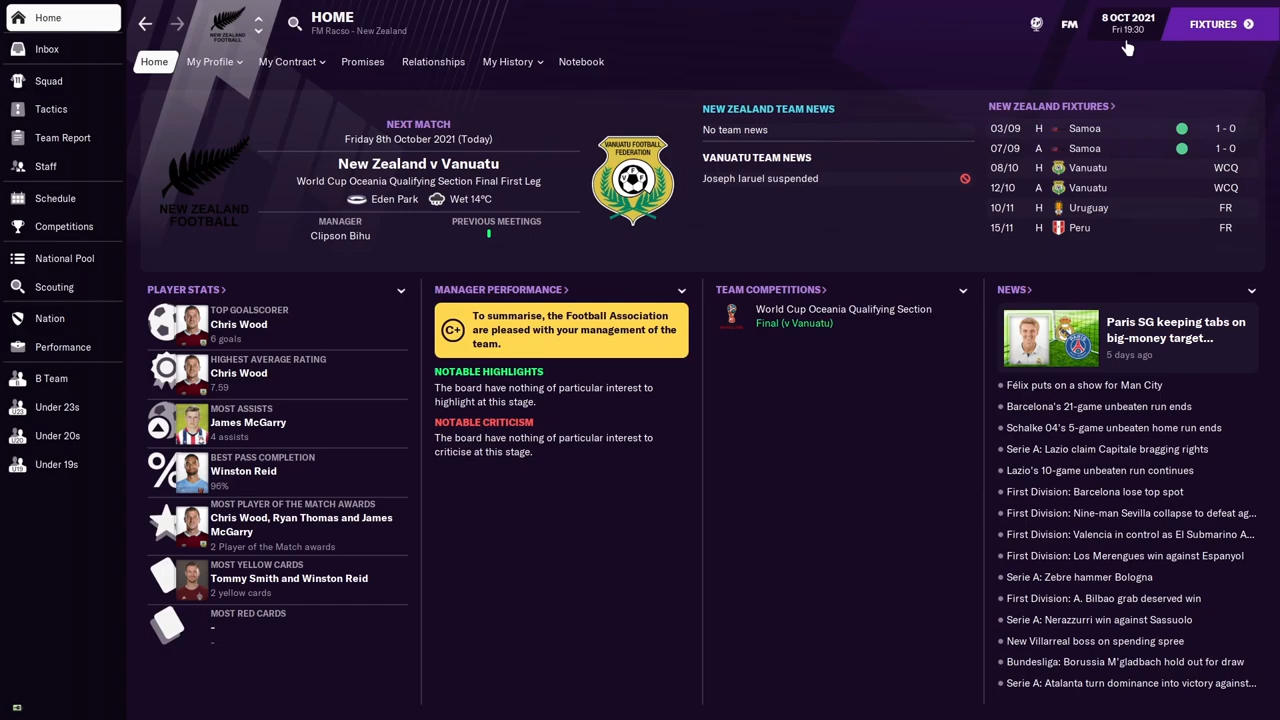 Home
Inbox
Squad
Tactics
Team Report
Staff
Schedule
Competitions
National Pool
Scouting
Nation
Performance
B Team
Under 23s
Under 20s
Under 19s
NEW ZEALAND
FOOTBALL
HOME
FM Racso - New Zealand
FM
8 OCT 2021
Fri 19:30
FIXTURES
Home
My Profile
My Contract
Promises
Relationships
My History
Notebook
NEW ZEALAND
FOOTBALL
NEXT MATCH
Friday 8th October 2021 (Today)
New Zealand v Vanuatu
World Cup Oceania Qualifying Section Final First Leg
Eden Park Wet 14ºC
MANAGER
Clipson Bihu
PREVIOUS MEETINGS
VANUATU FOOTBALL
FEDERATION
VFF
NEW ZEALAND TEAM NEWS
No team news
VANUATU TEAM NEWS
Joseph Iaruel suspended
NEW ZEALAND FIXTURES >
03/09 H Samoa 1 - 0
07/09 A Samoa 1 - 0
08/10 H Vanuatu WCQ
12/10 A Vanuatu WCQ
10/11 H Uruguay FR
15/11 H Peru FR
PLAYER STATS >
TOP GOALSCORER
Chris Wood
6 goals
HIGHEST AVERAGE RATING
Chris Wood
7.59
MOST ASSISTS
James McGarry
4 assists
BEST PASS COMPLETION
Winston Reid
96%
MOST PLAYER OF THE MATCH AWARDS
Chris Wood, Ryan Thomas and James
McGarry
2 Player of the Match awards
MOST YELLOW CARDS
Tommy Smith and Winston Reid
2 yellow cards
MOST RED CARDS
-
-
MANAGER PERFORMANCE >
C+
To summarise, the Football Association
are pleased with your management of the
team.
NOTABLE HIGHLIGHTS
The board have nothing of particular interest to
highlight at this stage.
NOTABLE CRITICISM
The board have nothing of particular interest to
criticise at this stage.
TEAM COMPETITIONS >
World Cup Oceania Qualifying Section
Final (v Vanuatu)
NEWS >
Paris SG keeping tabs on
big-money target...
5 days ago
Félix puts on a show for Man City
Barcelona's 21-game unbeaten run ends
Schalke 04's 5-game unbeaten home run ends
Serie A: Lazio claim Capitale bragging rights
Lazio's 10-game unbeaten run continues
First Division: Barcelona lose top spot
First Division: Nine-man Sevilla collapse to defeat ag...
First Division: Valencia in control as El Submarino A...
First Division: Los Merengues win against Espanyol
Serie A: Zebre hammer Bologna
First Division: A. Bilbao grab deserved win
Serie A: Nerazzurri win against Sassuolo
New Villarreal boss on spending spree
Bundesliga: Borussia M'gladbach hold out for draw
Serie A: Atalanta turn dominance into victory against...